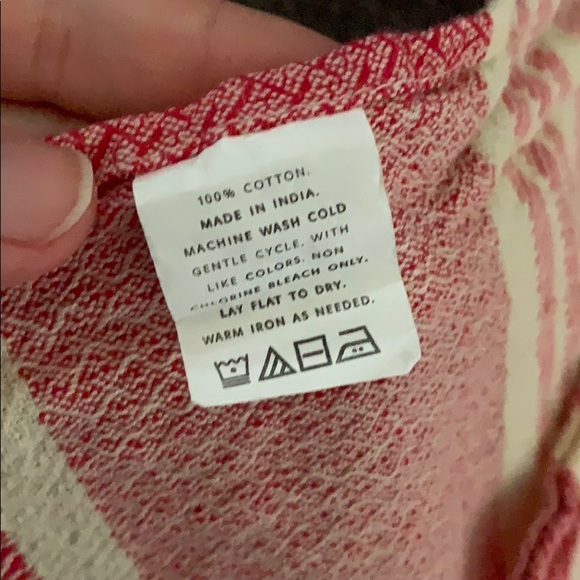 100% COTTON.
MADE IN INDIA.
MACHINE WASH COLD
GENTLE CYCLE, WITH
LIKE COLORS. NON
CHLORINE BLEACH ONLY.
LAY FLAT TO DRY.
WARM IRON AS NEEDED.